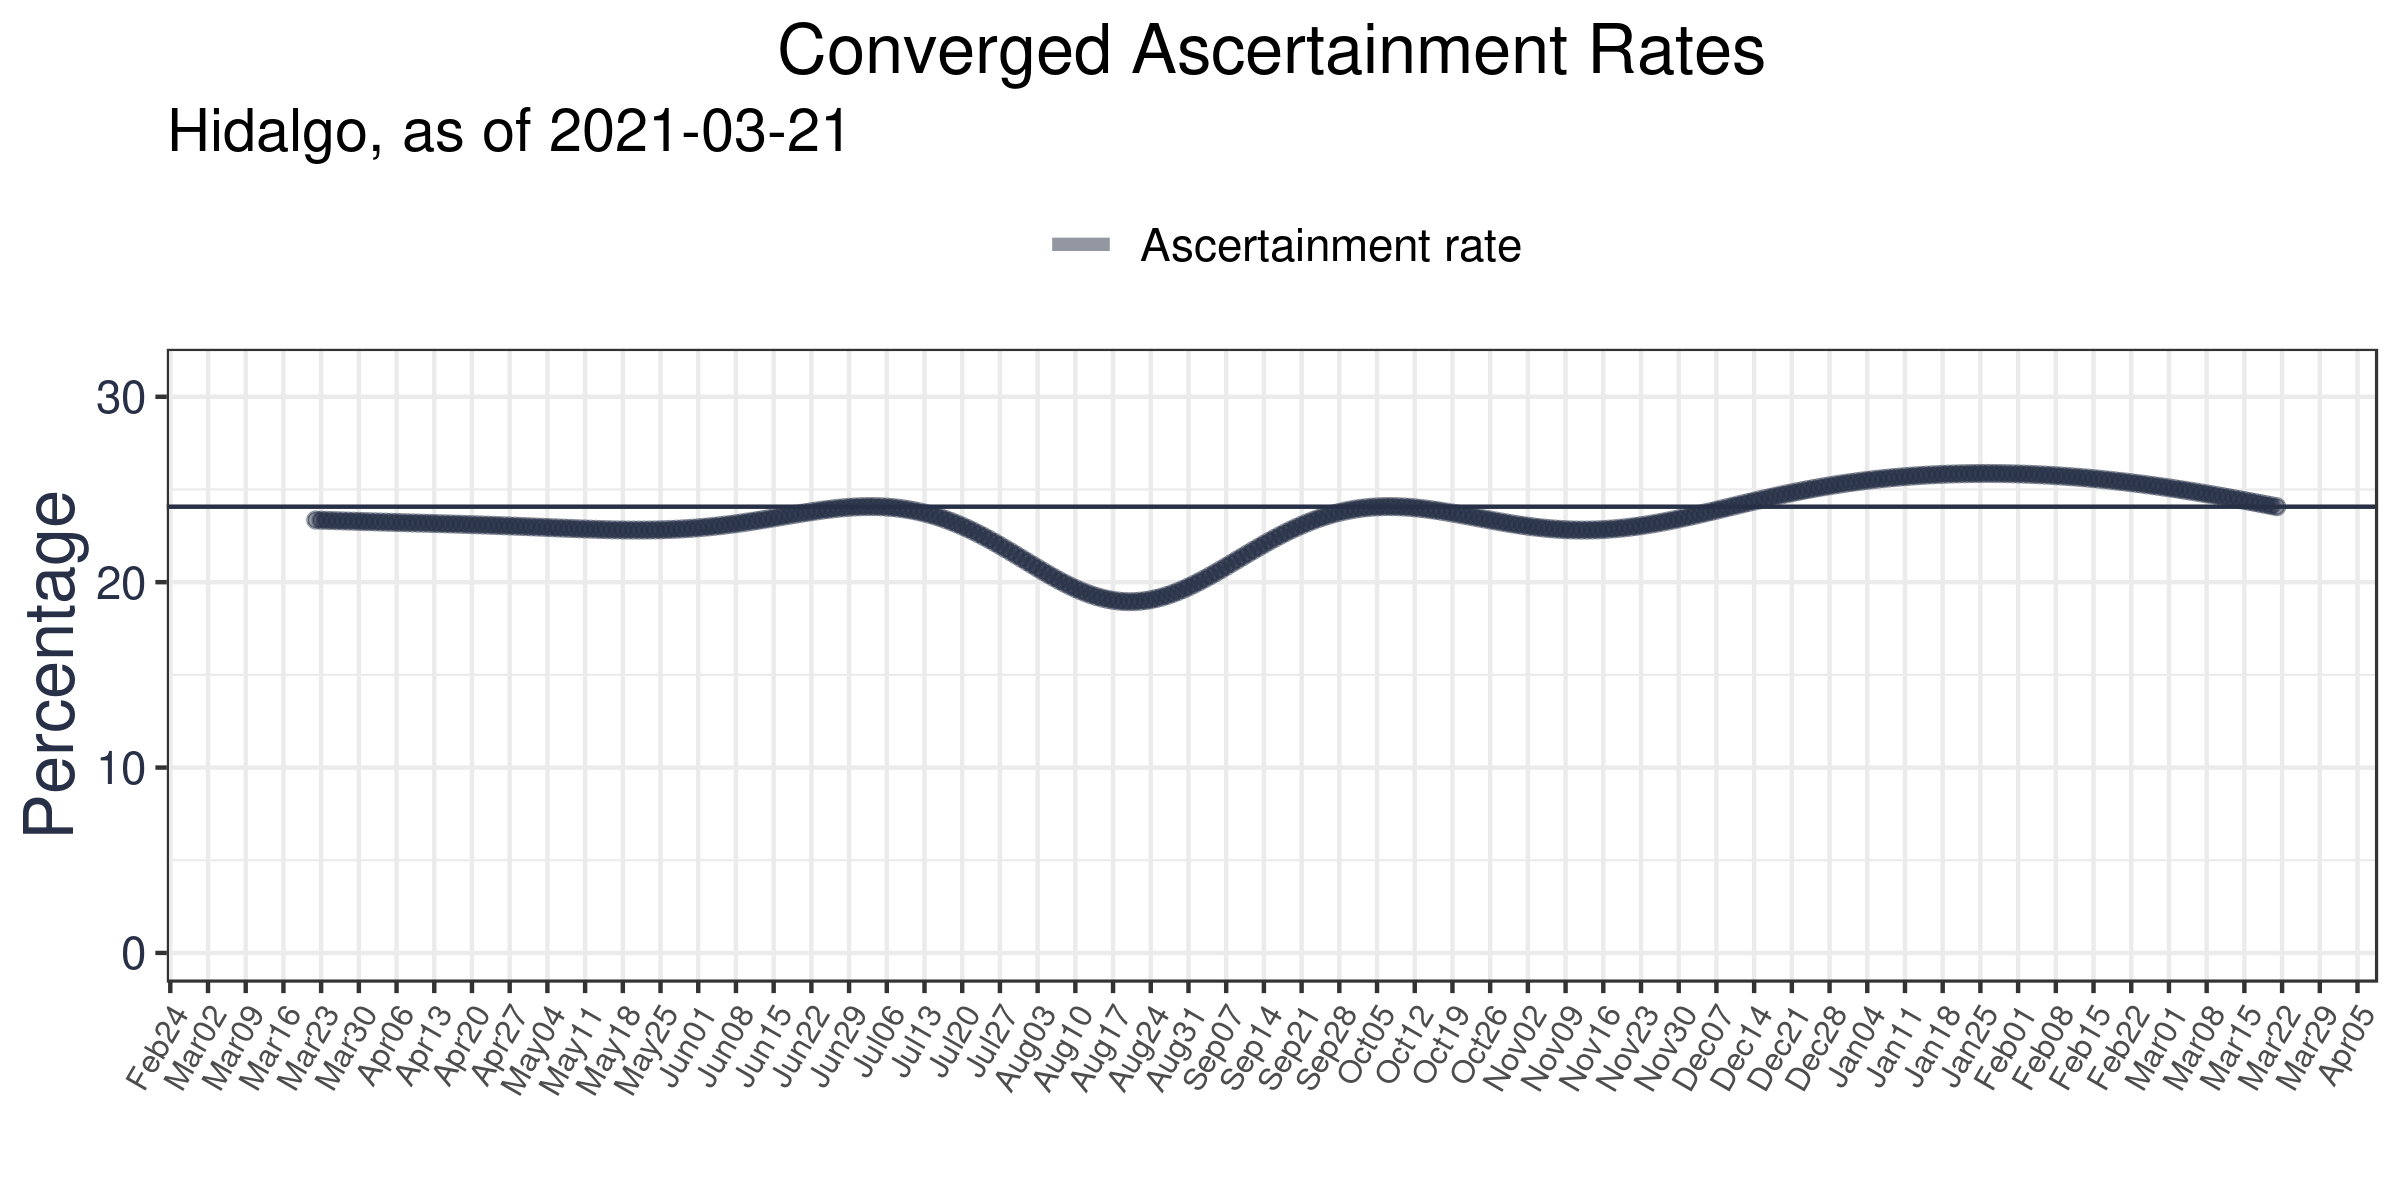 Converged Ascertainment Rates
Hidalgo, as of 2021-03-21
Ascertainment rate
Percentage
30
20
10
0
Feb24
Mar02
Mar09
Mar16
Mar23
Mar30
Apr06
Apr13
Apr20
Apr27
May04
May11
May18
May25
Jun01
Jun08
Jun15
Jun22
Jun29
Jul06
Jul13
Jul20
Jul27
Aug03
Aug10
Aug17
Aug24
Aug31
Sep07
Sep14
Sep21
Sep28
Oct05
Oct12
Oct19
Oct26
Nov02
Nov09
Nov16
Nov23
Nov30
Dec07
Dec14
Dec21
Dec28
Jan04
Jan11
Jan18
Jan25
Feb01
Feb08
Feb15
Feb22
Mar01
Mar08
Mar15
Mar22
Mar29
Apr05